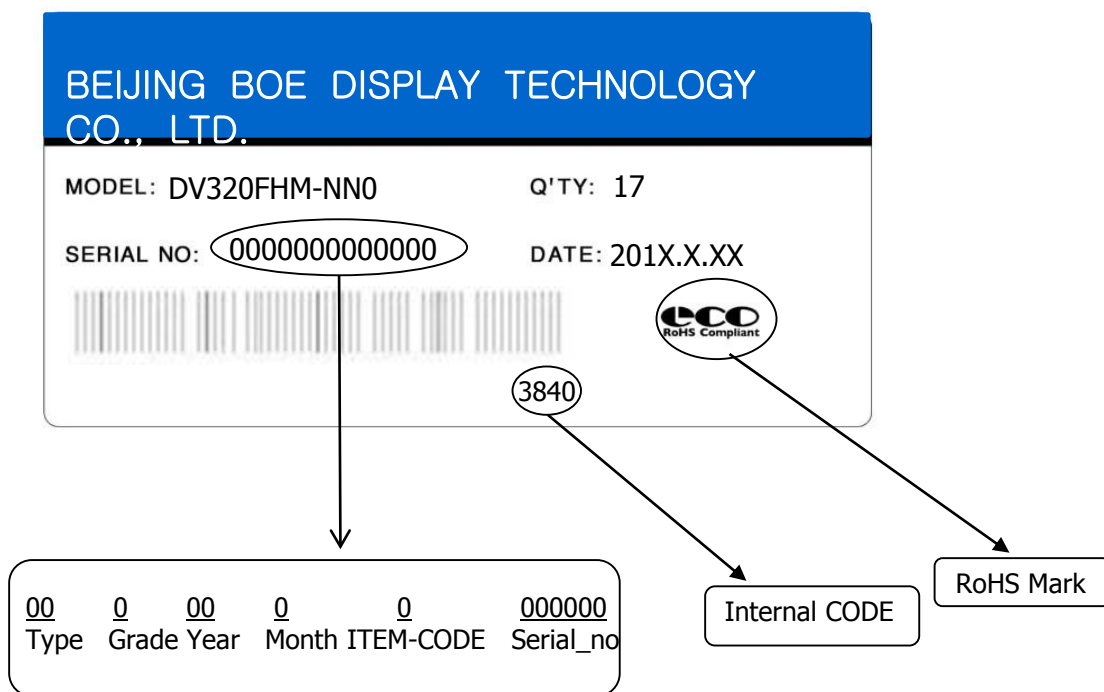 BEIJING BOE DISPLAY TECHNOLOGY
CO., LTD.
MODEL: DV320FHM-NN0 Q'TY: 17
SERIAL NO: 0000000000000 DATE: 201X.X.XX
eco
RoHS Compliant
3840
RoHS Mark
Internal CODE
00 0 00 0 0 000000
Type Grade Year Month ITEM-CODE Serial_no